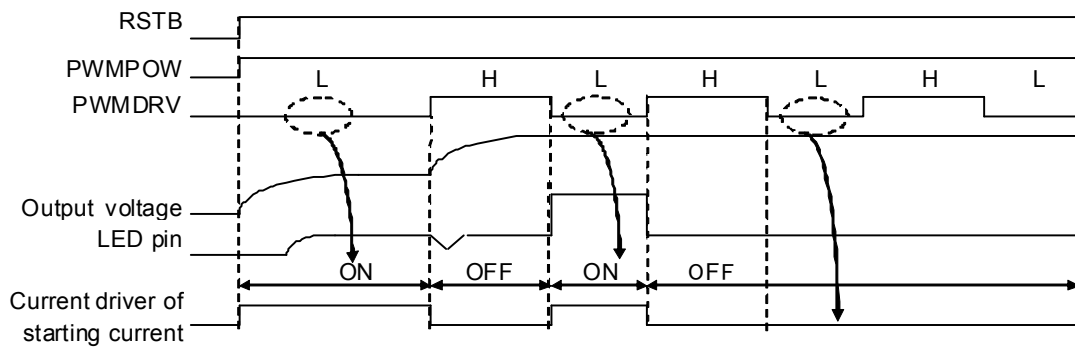 RSTB
PWMPOW
L H L H L H L
PWMDRV
Output voltage
LED pin
ON OFF ON OFF
Current driver of
starting current